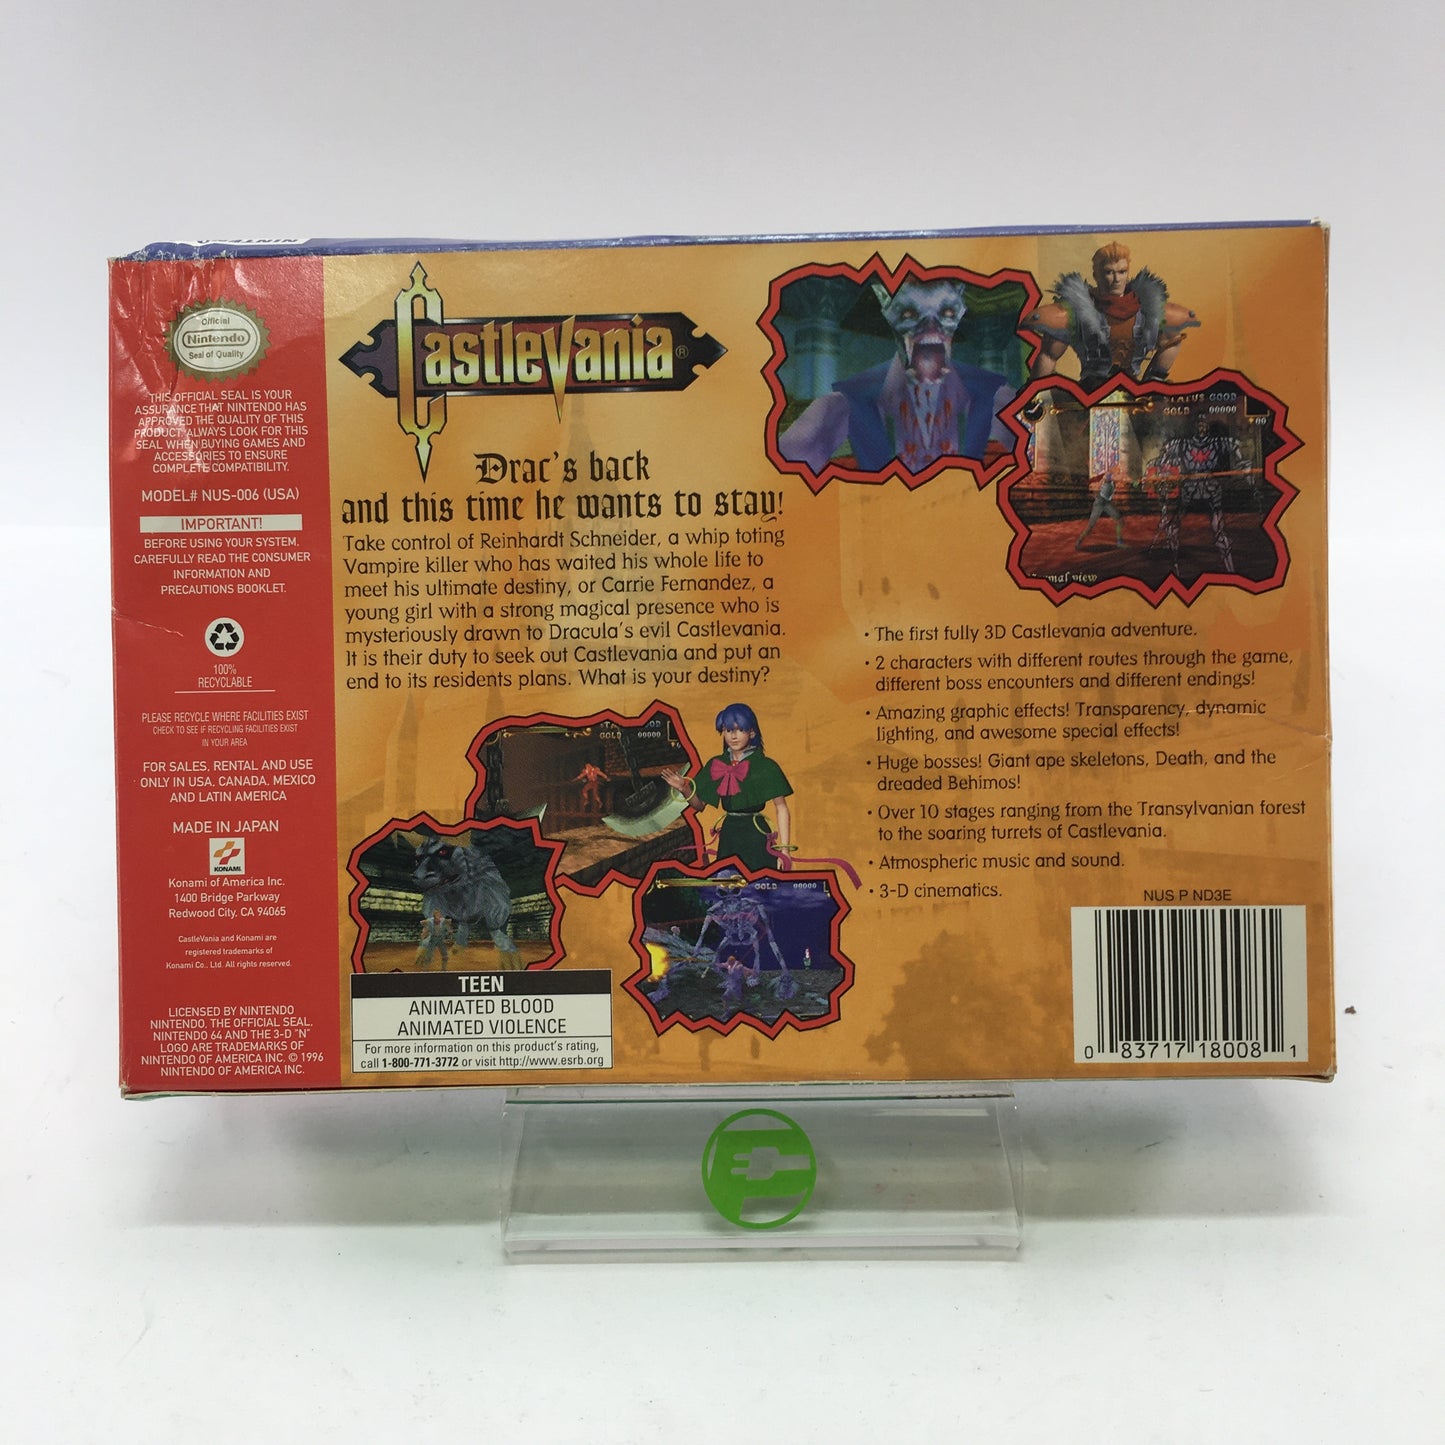 Official
Nintendo
Seal of Quality
THIS OFFICIAL SEAL IS YOUR
ASSURANCE THAT NINTENDO HAS
APPROVED THE QUALITY OF THIS
PRODUCT. ALWAYS LOOK FOR THIS
SEAL WHEN BUYING GAMES AND
ACCESSORIES TO ENSURE
COMPLETE COMPATIBILITY.
MODEL# NUS-006 (USA)
IMPORTANT!
BEFORE USING YOUR SYSTEM,
CAREFULLY READ THE CONSUMER
INFORMATION AND
PRECAUTIONS BOOKLET.
100%
RECYCLABLE
PLEASE RECYCLE WHERE FACILITIES EXIST
CHECK TO SEE IF RECYCLING FACILITIES EXIST
IN YOUR AREA
FOR SALES, RENTAL AND USE
ONLY IN USA, CANADA, MEXICO
AND LATIN AMERICA
MADE IN JAPAN
KONAMI
Konami of America Inc.
1400 Bridge Parkway
Redwood City, CA 94065
CastleVania and Konami are
registered trademarks of
Konami Co., Ltd. All rights reserved.
LICENSED BY NINTENDO
NINTENDO, THE OFFICIAL SEAL,
NINTENDO 64 AND THE 3-D "N"
LOGO ARE TRADEMARKS OF
NINTENDO OF AMERICA INC. © 1996
NINTENDO OF AMERICA INC.
Castlevania®
Drac's back
and this time he wants to stay!
Take control of Reinhardt Schneider, a whip toting
Vampire killer who has waited his whole life to
meet his ultimate destiny, or Carrie Fernandez, a
young girl with a strong magical presence who is
mysteriously drawn to Dracula's evil Castlevania.
It is their duty to seek out Castlevania and put an
end to its residents plans. What is your destiny?
GOLD 00000
GOLD 00000
TEEN
ANIMATED BLOOD
ANIMATED VIOLENCE
For more information on this product's rating,
call 1-800-771-3772 or visit http://www.esrb.org
STATUS GOOD
GOLD 00000
view
• The first fully 3D Castlevania adventure.
• 2 characters with different routes through the game,
different boss encounters and different endings!
• Amazing graphic effects! Transparency, dynamic
lighting, and awesome special effects!
• Huge bosses! Giant ape skeletons, Death, and the
dreaded Behimos!
• Over 10 stages ranging from the Transylvanian forest
to the soaring turrets of Castlevania.
• Atmospheric music and sound.
• 3-D cinematics.
NUS P ND3E
0 83717 18008 1